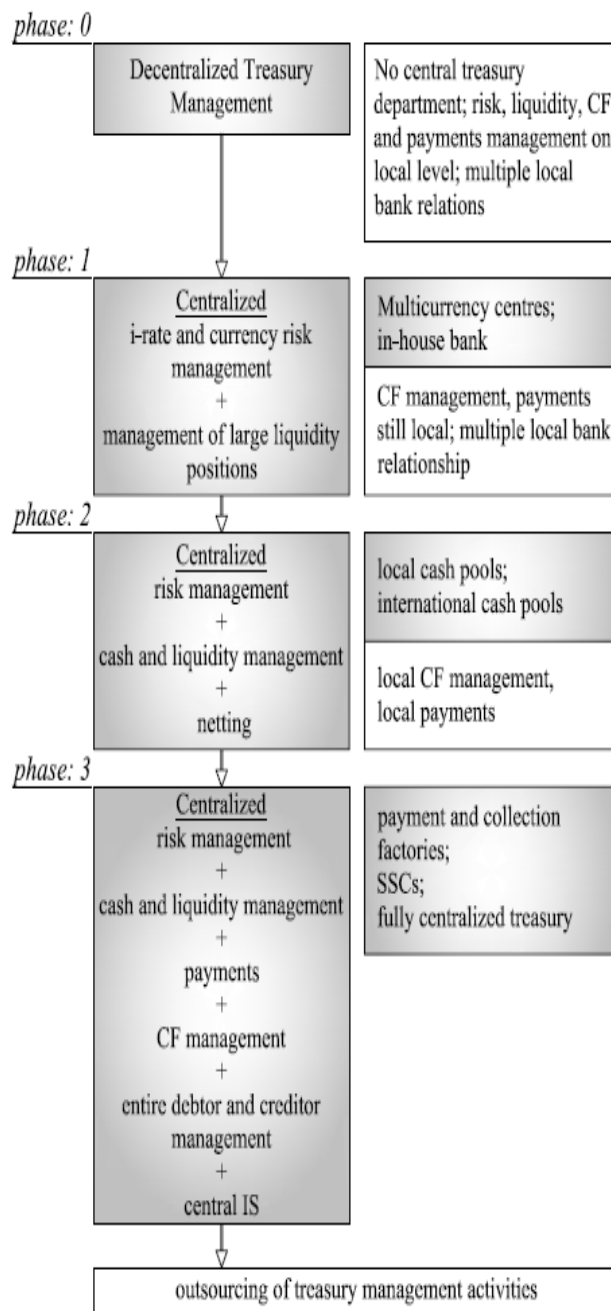 phase: 0
Decentralized Treasury
Management
No central treasury
department; risk, liquidity, CF
and payments management on
local level; multiple local
bank relations
phase: 1
Centralized
i-rate and currency risk
management
+
management of large liquidity
positions
Multicurrency centres;
in-house bank
CF management, payments
still local; multiple local bank
relationship
phase: 2
Centralized
risk management
+
cash and liquidity management
+
netting
local cash pools;
international cash pools
local CF management,
local payments
phase: 3
Centralized
risk management
+
cash and liquidity management
+
payments
+
CF management
+
entire debtor and creditor
management
+
central IS
payment and collection
factories;
SSCs;
fully centralized treasury
outsourcing of treasury management activities